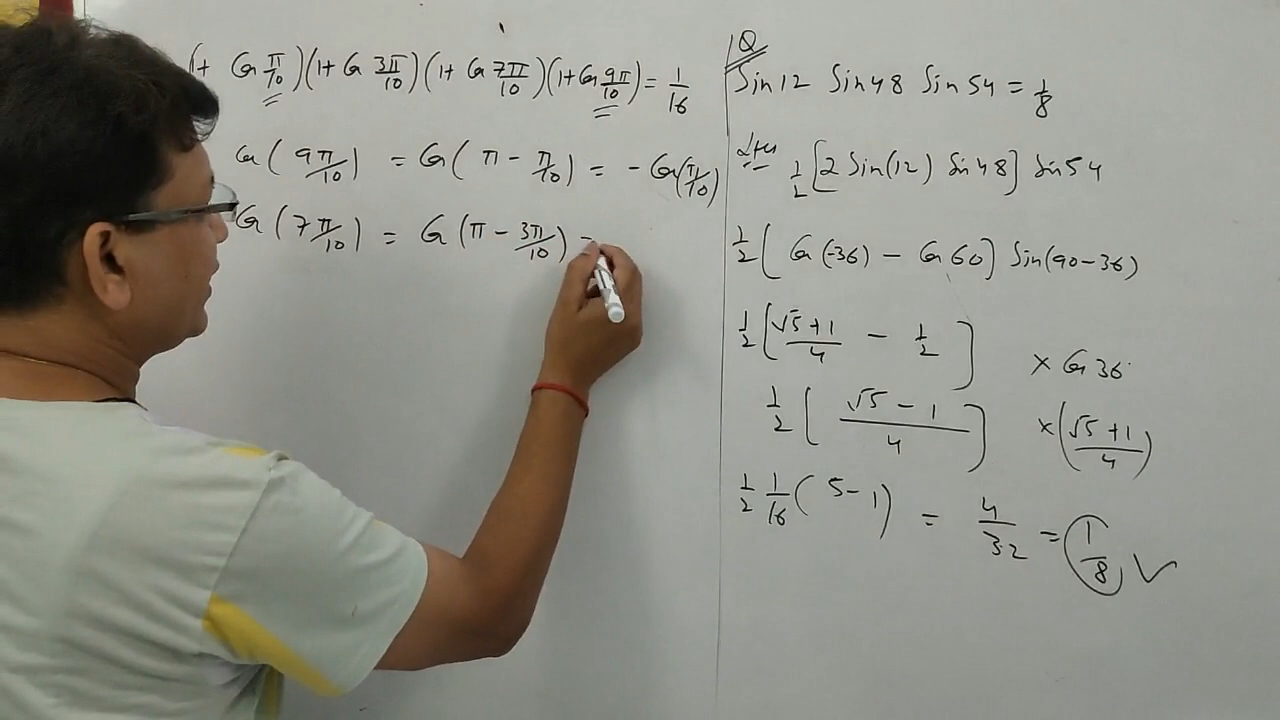 (1+ Cos π/10)(1+ Cos 3π/10)(1+ Cos 7π/10)(1+ Cos 9π/10) = 1/16
Cos(9π/10) = Cos(π - π/10) = - Cos(π/10)
Cos(7π/10) = Cos(π - 3π/10) =
Q
Sin12 Sin48 Sin54 = 1/8
LHS 1/2 [2 Sin(12) Sin48] Sin54
1/2 [Cos(-36) - Cos60] Sin(90-36)
1/2 [√5+1/4 - 1/2] × Cos36
1/2 [√5-1/4] × (√5+1/4)
1/2 1/16 (5-1) = 4/32 = 1/8 ✓